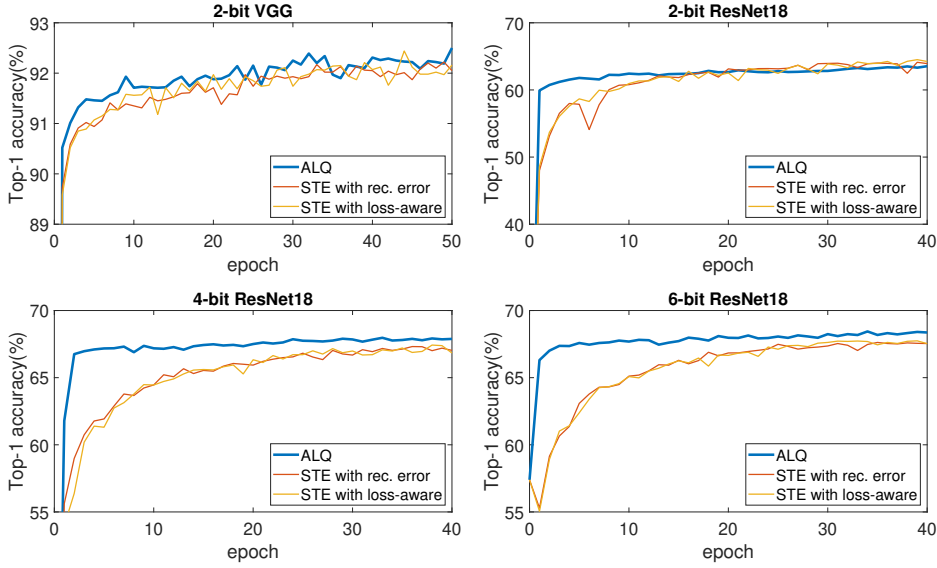 2-bit VGG
Top-1 accuracy(%)
93
92
91
90
89
0 10 20 30 40 50
epoch
ALQ
STE with rec. error
STE with loss-aware
2-bit ResNet18
Top-1 accuracy(%)
70
60
50
40
0 10 20 30 40
epoch
ALQ
STE with rec. error
STE with loss-aware
4-bit ResNet18
Top-1 accuracy(%)
70
65
60
55
0 10 20 30 40
epoch
ALQ
STE with rec. error
STE with loss-aware
6-bit ResNet18
Top-1 accuracy(%)
70
65
60
55
0 10 20 30 40
epoch
ALQ
STE with rec. error
STE with loss-aware